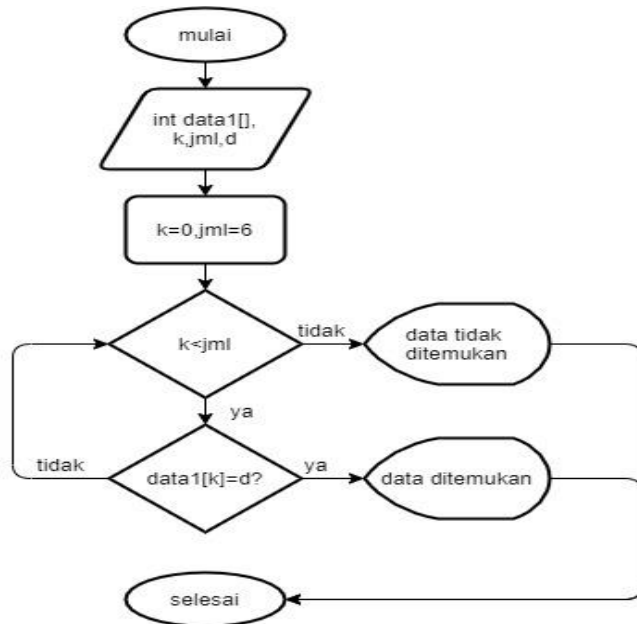 mulai
int data1[],
k,jml,d
k=0,jml=6
k<jml
tidak
data tidak
ditemukan
ya
tidak
data1[k]=d?
ya
data ditemukan
selesai